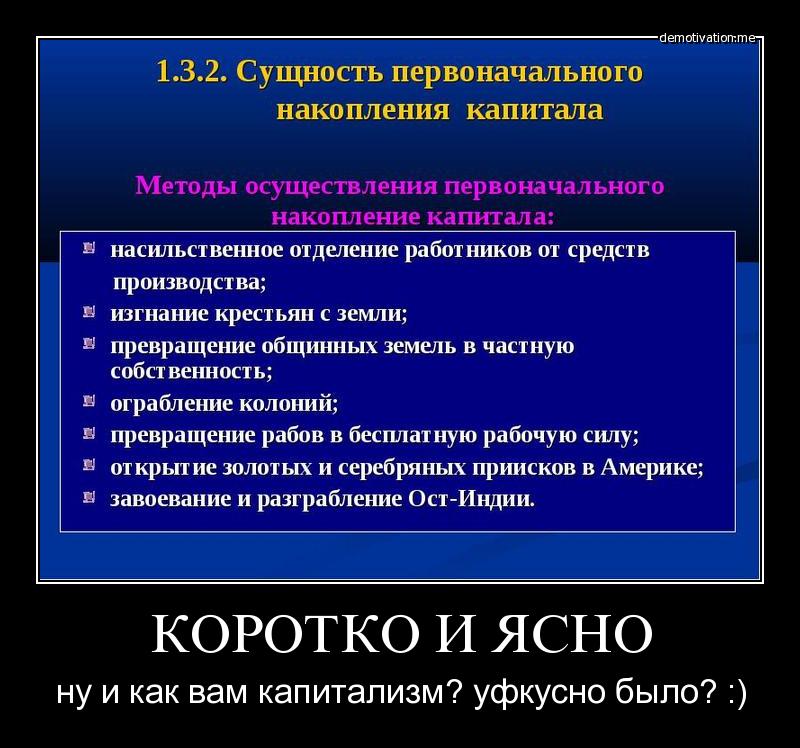 demotivation.me
1.3.2. Сущность первоначального
накопления капитала
Методы осуществления первоначального
накопление капитала:
насильственное отделение работников от средств
производства;
изгнание крестьян с земли;
превращение общинных земель в частную
собственность;
ограбление колоний;
превращение рабов в бесплатную рабочую силу;
открытие золотых и серебряных приисков в Америке;
завоевание и разграбление Ост-Индии.
КОРОТКО И ЯСНО
ну и как вам капитализм? уфкусно было? :)